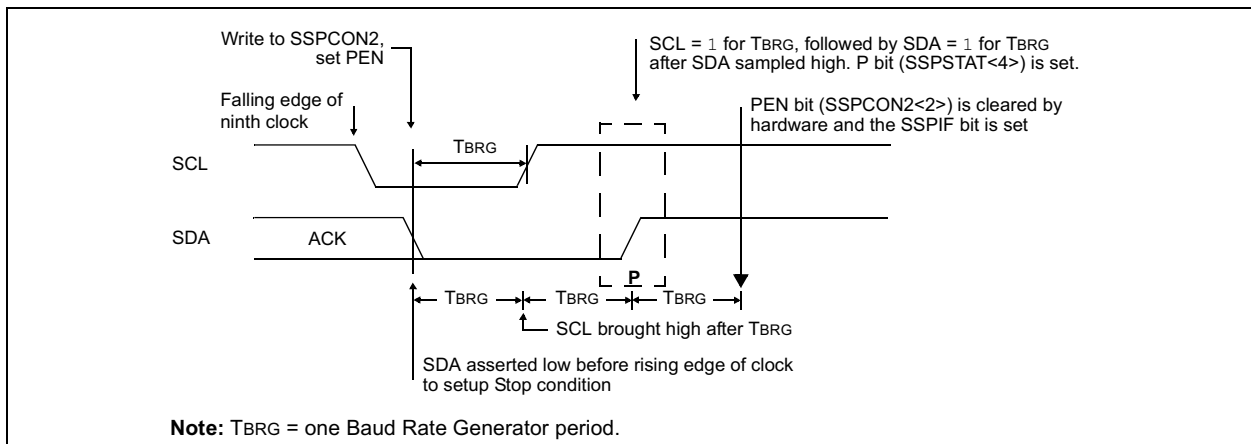 Write to SSPCON2,
set PEN
SCL = 1 for TBRG, followed by SDA = 1 for TBRG
after SDA sampled high. P bit (SSPSTAT<4>) is set.
Falling edge of
ninth clock
PEN bit (SSPCON2<2>) is cleared by
hardware and the SSPIF bit is set
TBRG
SCL
SDA
ACK
P
TBRG
TBRG
TBRG
SCL brought high after TBRG
SDA asserted low before rising edge of clock
to setup Stop condition
Note: TBRG = one Baud Rate Generator period.